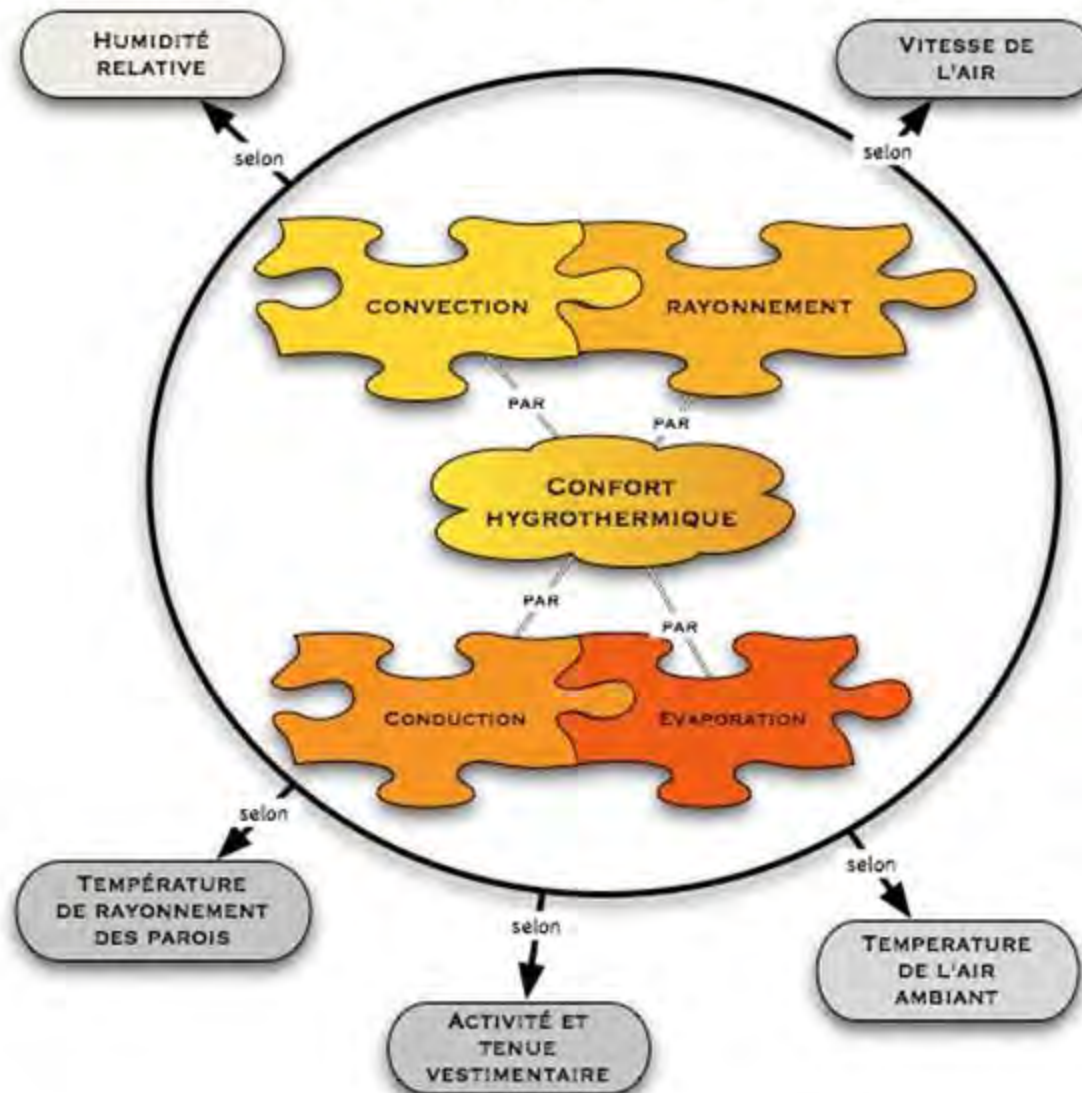 HUMIDITÉ
RELATIVE
VITESSE DE
L'AIR
selon
selon
CONVECTION
RAYONNEMENT
PAR
PAR
CONFORT
HYGROTHERMIQUE
PAR
PAR
CONDUCTION
EVAPORATION
selon
selon
selon
TEMPÉRATURE
DE RAYONNEMENT
DES PAROIS
TEMPERATURE
DE L'AIR
AMBIANT
ACTIVITÉ ET
TENUE
VESTIMENTAIRE